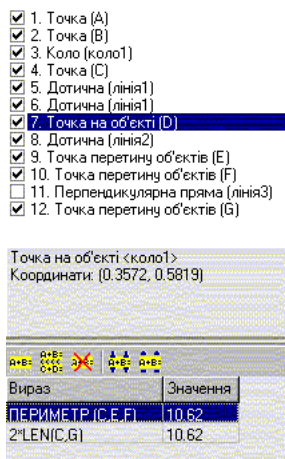 1. Точка (A)
2. Точка (B)
3. Коло (коло1)
4. Точка (C)
5. Дотична (лінія1)
6. Дотична (лінія1)
7. Точка на об'єкті (D)
8. Дотична (лінія2)
9. Точка перетину об'єктів (E)
10. Точка перетину об'єктів (F)
11. Перпендикулярна пряма (лінія3)
12. Точка перетину об'єктів (G)
Точка на об'єкті <коло1>
Координати: (0.3572, 0.5819)
A+B= A+B= <<<< C+D= A+B= A+B= A+B=
Вираз Значення
ПЕРИМЕТР (C,E,F) 10.62
2*LEN(C,G) 10.62